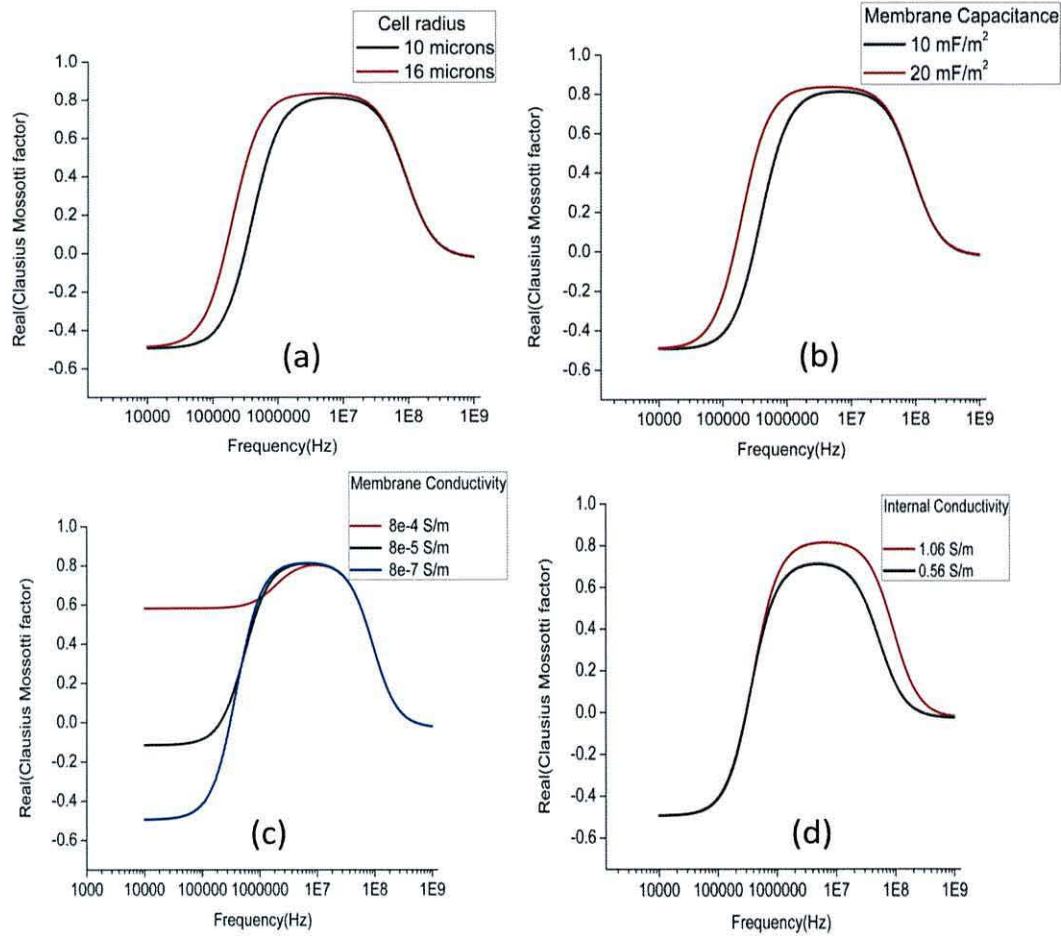 Cell radius
10 microns
16 microns
1.0
0.8
0.6
0.4
0.2
0.0
-0.2
-0.4
-0.6
Real(Clausius Mossotti factor)
(a)
10000 100000 1000000 1E7 1E8 1E9
Frequency(Hz)
Membrane Capacitance
10 mF/m²
20 mF/m²
1.0
0.8
0.6
0.4
0.2
0.0
-0.2
-0.4
-0.6
Real(Clausius Mossotti factor)
(b)
10000 100000 1000000 1E7 1E8 1E9
Frequency(Hz)
Membrane Conductivity
8e-4 S/m
8e-5 S/m
8e-7 S/m
1.0
0.8
0.6
0.4
0.2
0.0
-0.2
-0.4
-0.6
Real(Clausius Mossotti factor)
(c)
1000 10000 100000 1000000 1E7 1E8 1E9
Frequency(Hz)
Internal Conductivity
1.06 S/m
0.56 S/m
1.0
0.8
0.6
0.4
0.2
0.0
-0.2
-0.4
-0.6
Real(Clausius Mossotti factor)
(d)
10000 100000 1000000 1E7 1E8 1E9
Frequency(Hz)